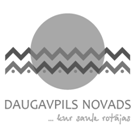 DAUGAVPILS NOVADS
... kur saule rotājas